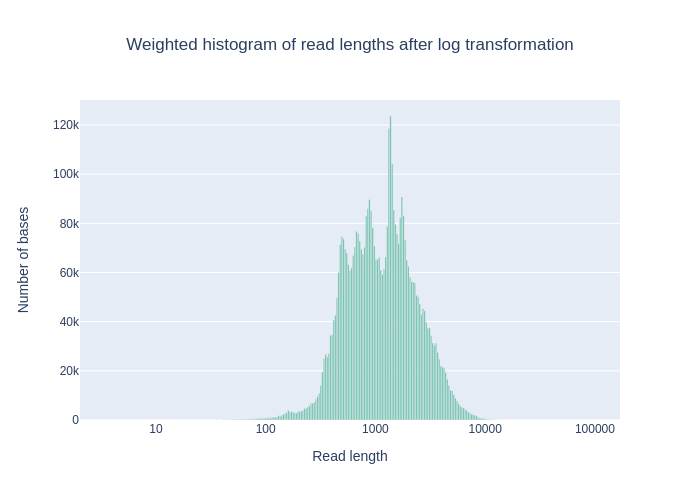 Weighted histogram of read lengths after log transformation
Number of bases
120k
100k
80k
60k
40k
20k
0
10 100 1000 10000 100000
Read length